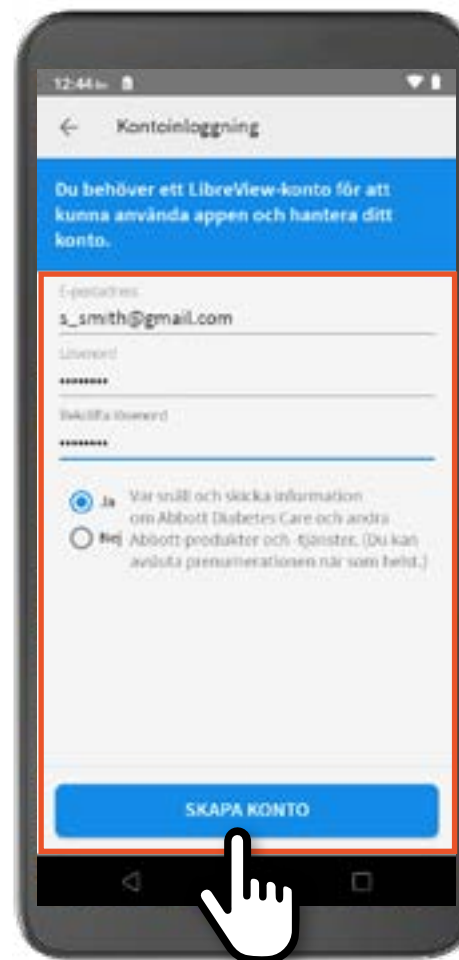 12:44
Kontoinloggning
Du behöver ett LibreView-konto för att
kunna använda appen och hantera ditt
konto.
E-postadress
s_smith@gmail.com
Lösenord
••••••••
Bekräfta lösenord
••••••••
Ja Var snäll och skicka information
om Abbott Diabetes Care och andra
Nej Abbott-produkter och -tjänster. (Du kan
avsluta prenumerationen när som helst.)
SKAPA KONTO